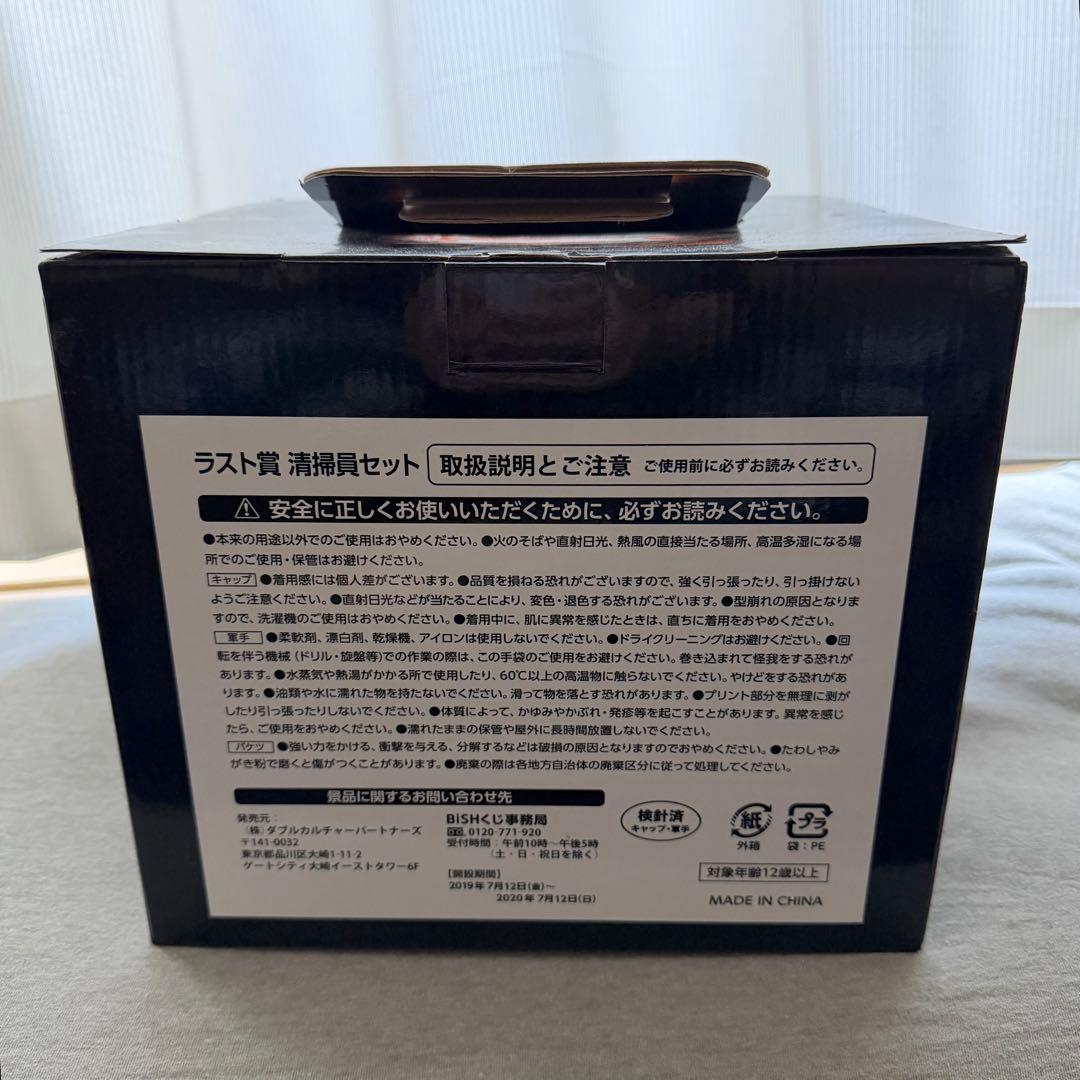 ラスト賞 清掃員セット 取扱説明とご注意 ご使用前に必ずお読みください。
⚠ 安全に正しくお使いいただくために、必ずお読みください。
●本来の用途以外でのご使用はおやめください。●火のそばや直射日光、熱風の直接当たる場所、高温多湿になる場
所でのご使用・保管はお避けください。
キャップ ●着用感には個人差がございます。●品質を損ねる恐れがございますので、強く引っ張ったり、引っ掛けない
ようご注意ください。●直射日光などが当たることにより、変色・退色する恐れがございます。●型崩れの原因となりま
すので、洗濯機のご使用はおやめください。●着用中に、肌に異常を感じたときは、直ちに着用をおやめください。
軍手 ●柔軟剤、漂白剤、乾燥機、アイロンは使用しないでください。●ドライクリーニングはお避けください。●回
転を伴う機械(ドリル・旋盤等)での作業の際は、この手袋のご使用をお避けください。巻き込まれて怪我をする恐れが
あります。●水蒸気や熱湯がかかる所で使用したり、60℃以上の高温物に触らないでください。やけどをする恐れがあ
ります。●油類や水に濡れた物を持たないでください。滑って物を落とす恐れがあります。●プリント部分を無理に剥が
したり引っ張ったりしないでください。●体質によって、かゆみやかぶれ・発疹等を起こすことがあります。異常を感じ
たら、ご使用をおやめください。●濡れたままの保管や屋外に長時間放置しないでください。
バケツ ●強い力をかける、衝撃を与える、分解するなどは破損の原因となりますのでおやめください。●たわしやみ
がき粉で磨くと傷がつくことがあります。●廃棄の際は各地方自治体の廃棄区分に従って処理してください。
景品に関するお問い合わせ先
発売元:
(株)ダブルカルチャーパートナーズ
〒141-0032
東京都品川区大崎1-11-2
ゲートシティ大崎イーストタワー6F
BiSHくじ事務局
0120-771-920
受付時間:午前10時〜午後5時
(土・日・祝日を除く)
【開設期間】
2019年7月12日(金)〜
2020年7月12日(日)
検針済
キャップ・軍手
紙
外箱
プラ
袋:PE
対象年齢12歳以上
MADE IN CHINA